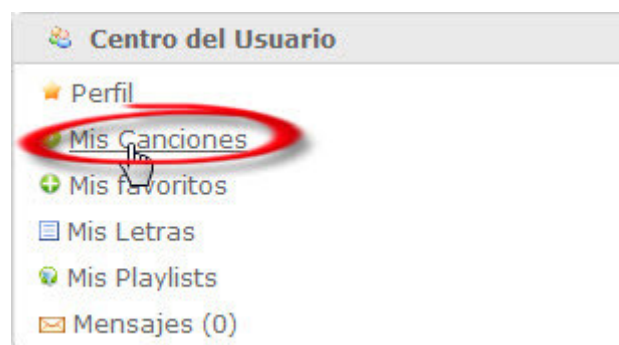 Centro del Usuario
Perfil
Mis Canciones
Mis favoritos
Mis Letras
Mis Playlists
Mensajes (0)